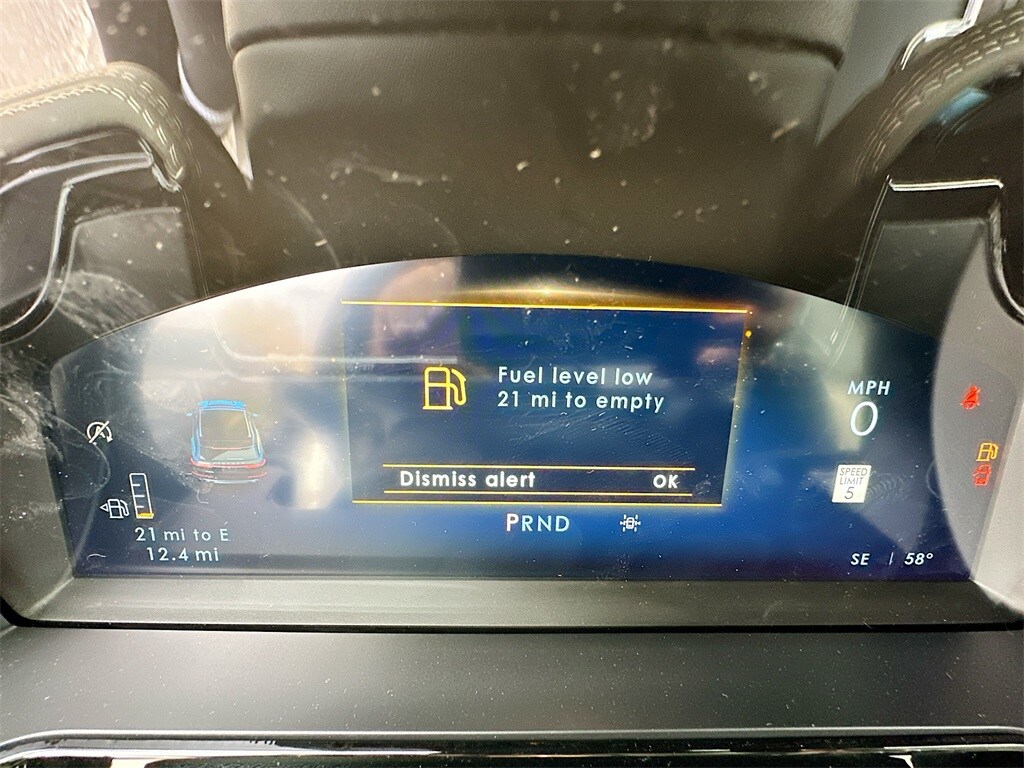 Fuel level low
21 mi to empty
Dismiss alert OK
PRND
21 mi to E
12.4 mi
MPH
0
SPEED
LIMIT
5
SE 58°